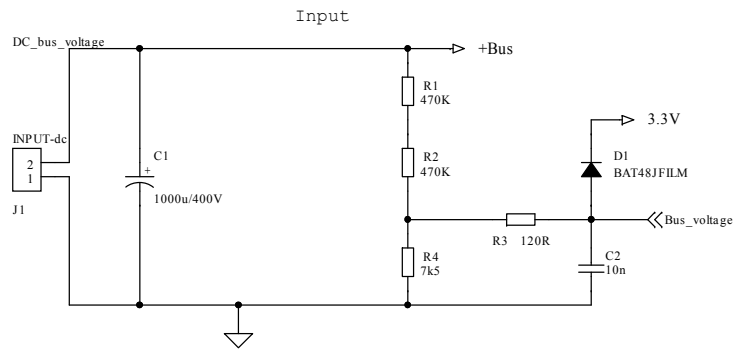 Input
DC_bus_voltage
+Bus
R1
470K
INPUT-dc
2
1
J1
C1
+
1000u/400V
R2
470K
3.3V
D1
BAT48JFILM
R3 120R
Bus_voltage
R4
7k5
C2
10n